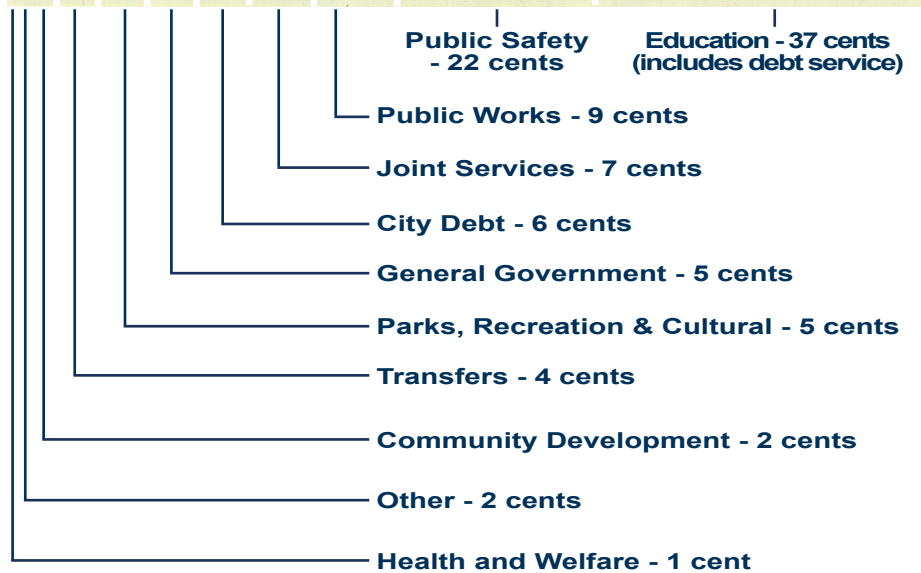 Public Safety
- 22 cents
Education - 37 cents
(includes debt service)
Public Works - 9 cents
Joint Services - 7 cents
City Debt - 6 cents
General Government - 5 cents
Parks, Recreation & Cultural - 5 cents
Transfers - 4 cents
Community Development - 2 cents
Other - 2 cents
Health and Welfare - 1 cent